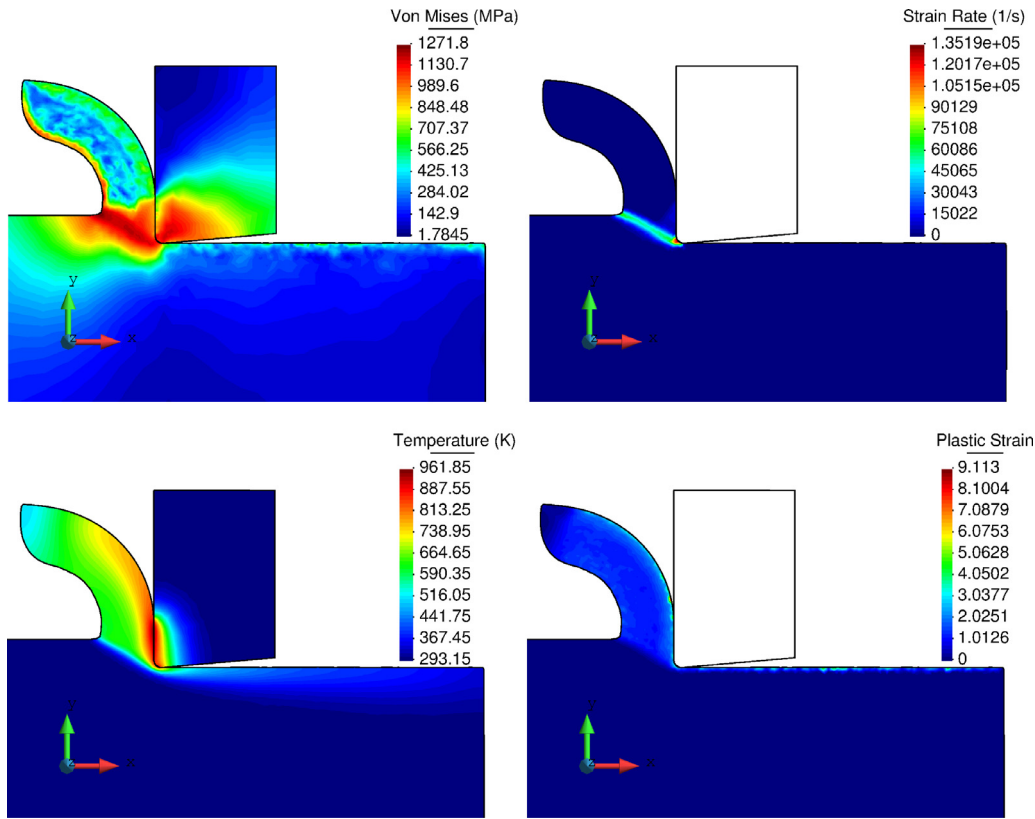 Von Mises (MPa)
1271.8
1130.7
989.6
848.48
707.37
566.25
425.13
284.02
142.9
1.7845
y
z
x
Strain Rate (1/s)
1.3519e+05
1.2017e+05
1.0515e+05
90129
75108
60086
45065
30043
15022
0
y
z
x
Temperature (K)
961.85
887.55
813.25
738.95
664.65
590.35
516.05
441.75
367.45
293.15
y
z
x
Plastic Strain
9.113
8.1004
7.0879
6.0753
5.0628
4.0502
3.0377
2.0251
1.0126
0
y
z
x